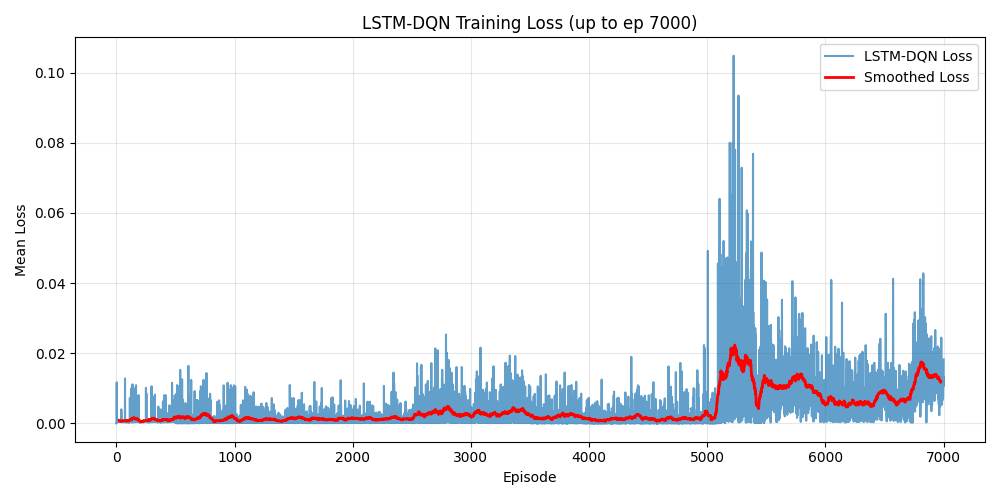 LSTM-DQN Training Loss (up to ep 7000)
LSTM-DQN Loss
Smoothed Loss
Mean Loss
0.10
0.08
0.06
0.04
0.02
0.00
0 1000 2000 3000 4000 5000 6000 7000
Episode